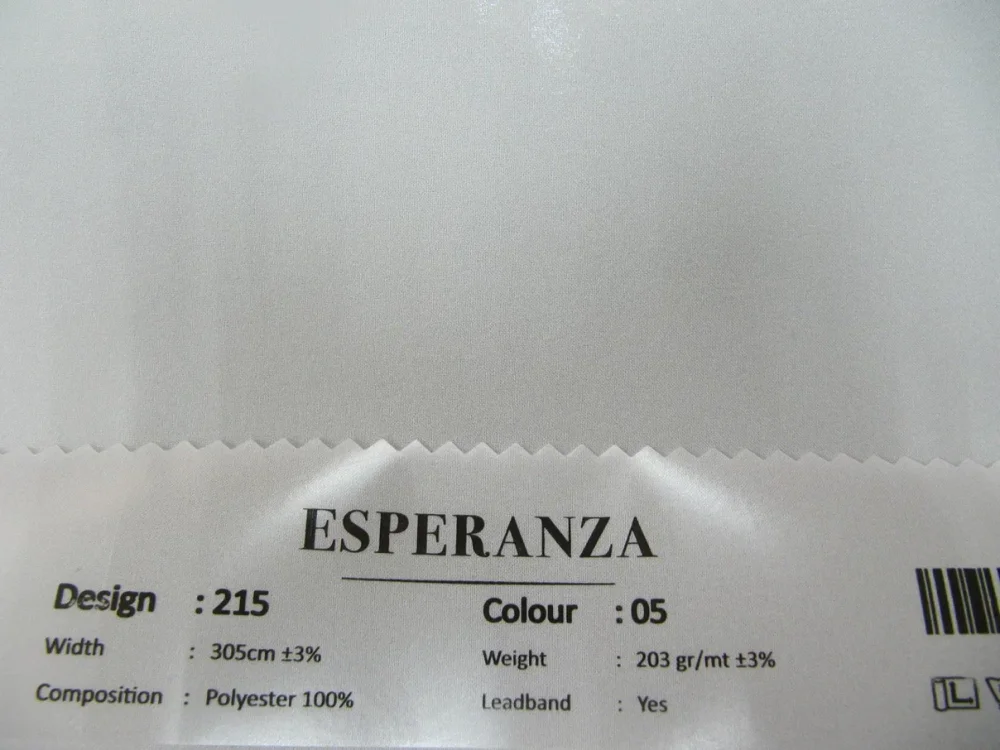 ESPERANZA
Design : 215 Colour : 05
Width : 305cm ±3% Weight : 203 gr/mt ±3%
Composition : Polyester 100% Leadband : Yes